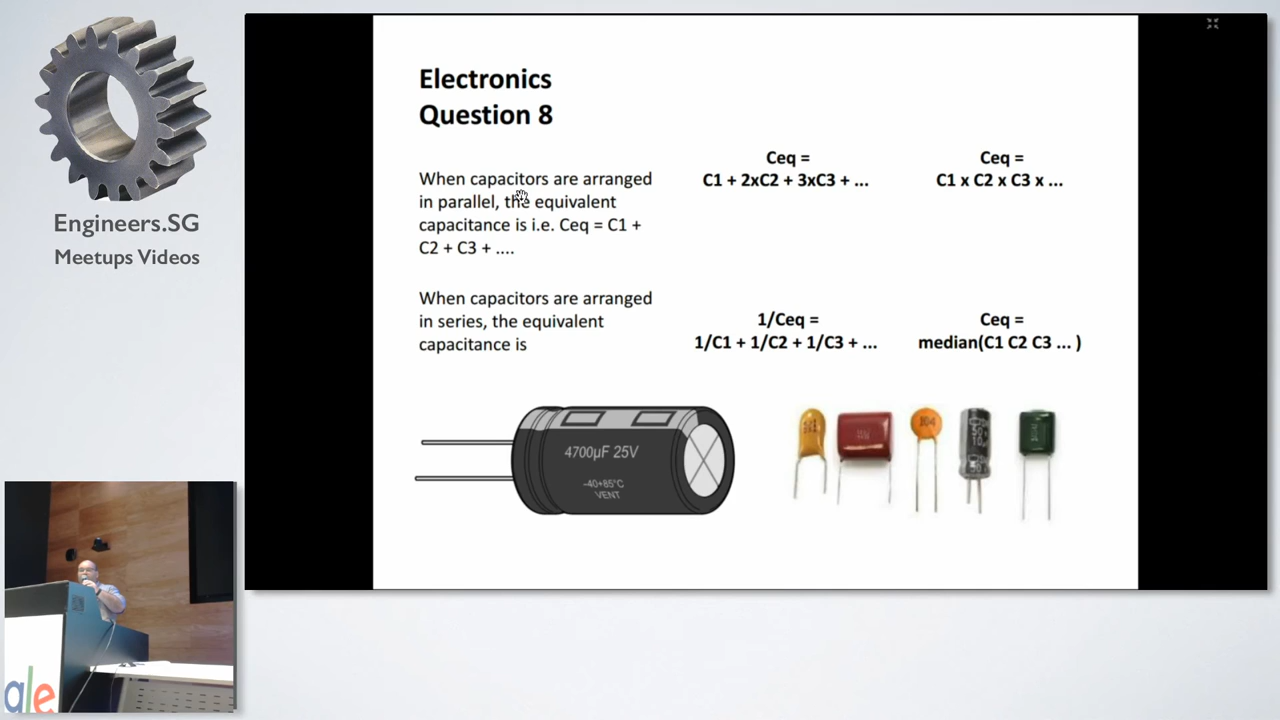 Engineers.SG
Meetups Videos
Electronics
Question 8
When capacitors are arranged
in parallel, the equivalent
capacitance is i.e. Ceq = C1 +
C2 + C3 + ....
When capacitors are arranged
in series, the equivalent
capacitance is
Ceq =
C1 + 2xC2 + 3xC3 + ...
Ceq =
C1 x C2 x C3 x ...
1/Ceq =
1/C1 + 1/C2 + 1/C3 + ...
Ceq =
median(C1 C2 C3 ... )
4700µF 25V
-40+85°C
VENT
gle